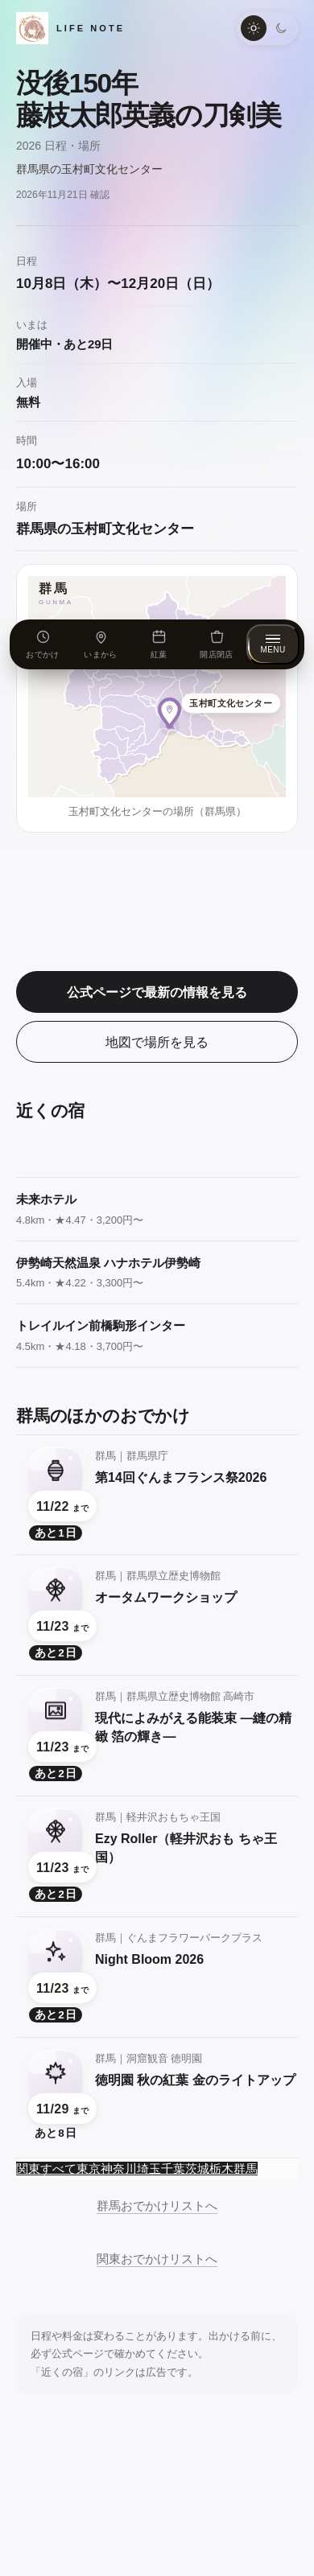 LIFE NOTE
没後150年
藤枝太郎英義の刀剣美
2026 日程・場所
群馬県の玉村町文化センター
2026年11月21日 確認
日程
10月8日（木）〜12月20日（日）
いまは
開催中・あと29日
入場
無料
時間
10:00〜16:00
場所
群馬県の玉村町文化センター
群馬
GUNMA
おでかけ
いまから
紅葉
開店閉店
MENU
玉村町文化センター
玉村町文化センターの場所（群馬県）
公式ページで最新の情報を見る
地図で場所を見る
近くの宿
未来ホテル
4.8km・★4.47・3,200円〜
伊勢崎天然温泉 ハナホテル伊勢崎
5.4km・★4.22・3,300円〜
トレイルイン前橋駒形インター
4.5km・★4.18・3,700円〜
群馬のほかのおでかけ
群馬｜群馬県庁
第14回ぐんまフランス祭2026
11/22 まで
あと1日
群馬｜群馬県立歴史博物館
オータムワークショップ
11/23 まで
あと2日
群馬｜群馬県立歴史博物館 高崎市
現代によみがえる能装束 ―縫の精
緻 箔の輝き―
11/23 まで
あと2日
群馬｜軽井沢おもちゃ王国
Ezy Roller（軽井沢おも ちゃ王
国）
11/23 まで
あと2日
群馬｜ぐんまフラワーパークプラス
Night Bloom 2026
11/23 まで
あと2日
群馬｜洞窟観音 徳明園
徳明園 秋の紅葉 金のライトアップ
11/29 まで
あと8日
関東すべて東京神奈川埼玉千葉茨城栃木群馬
群馬おでかけリストへ
関東おでかけリストへ
日程や料金は変わることがあります。出かける前に、
必ず公式ページで確かめてください。
「近くの宿」のリンクは広告です。